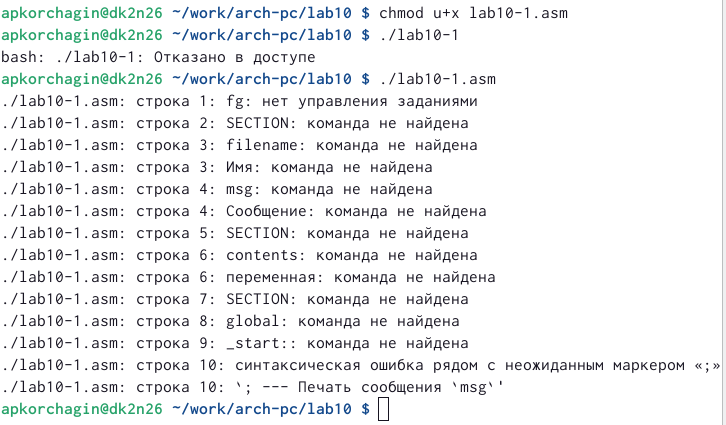 apkorchagin@dk2n26 ~/work/arch-pc/lab10 $ chmod u+x lab10-1.asm
apkorchagin@dk2n26 ~/work/arch-pc/lab10 $ ./lab10-1
bash: ./lab10-1: Отказано в доступе
apkorchagin@dk2n26 ~/work/arch-pc/lab10 $ ./lab10-1.asm
./lab10-1.asm: строка 1: fg: нет управления заданиями
./lab10-1.asm: строка 2: SECTION: команда не найдена
./lab10-1.asm: строка 3: filename: команда не найдена
./lab10-1.asm: строка 3: Имя: команда не найдена
./lab10-1.asm: строка 4: msg: команда не найдена
./lab10-1.asm: строка 4: Сообщение: команда не найдена
./lab10-1.asm: строка 5: SECTION: команда не найдена
./lab10-1.asm: строка 6: contents: команда не найдена
./lab10-1.asm: строка 6: переменная: команда не найдена
./lab10-1.asm: строка 7: SECTION: команда не найдена
./lab10-1.asm: строка 8: global: команда не найдена
./lab10-1.asm: строка 9: _start:: команда не найдена
./lab10-1.asm: строка 10: синтаксическая ошибка рядом с неожиданным маркером «;»
./lab10-1.asm: строка 10: `; --- Печать сообщения `msg`'
apkorchagin@dk2n26 ~/work/arch-pc/lab10 $